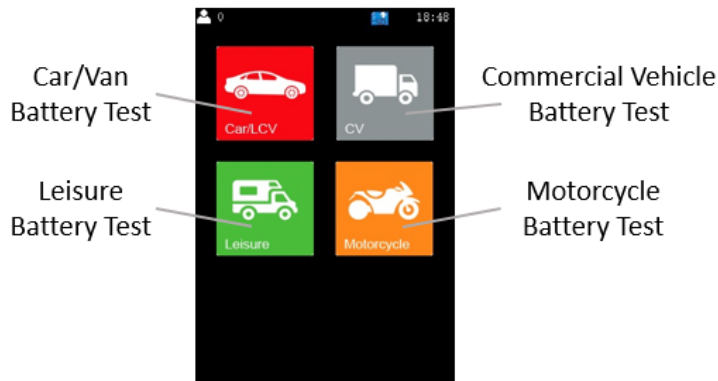 0 18:48
Car/Van
Battery Test
Commercial Vehicle
Battery Test
Car/LCV
CV
Leisure
Battery Test
Motorcycle
Battery Test
Leisure
Motorcycle